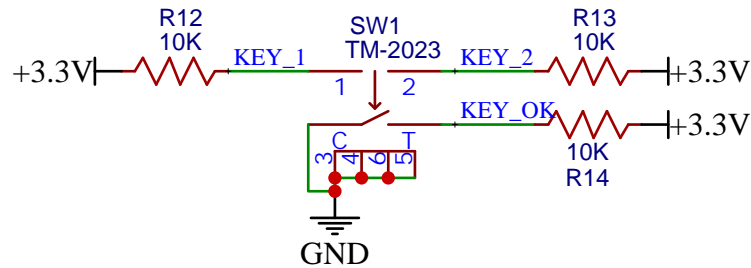 R12
10K
SW1
TM-2023
R13
10K
+3.3V
KEY_1
KEY_2
+3.3V
1
2
KEY_OK
+3.3V
C
T
3
4
6
5
10K
R14
GND